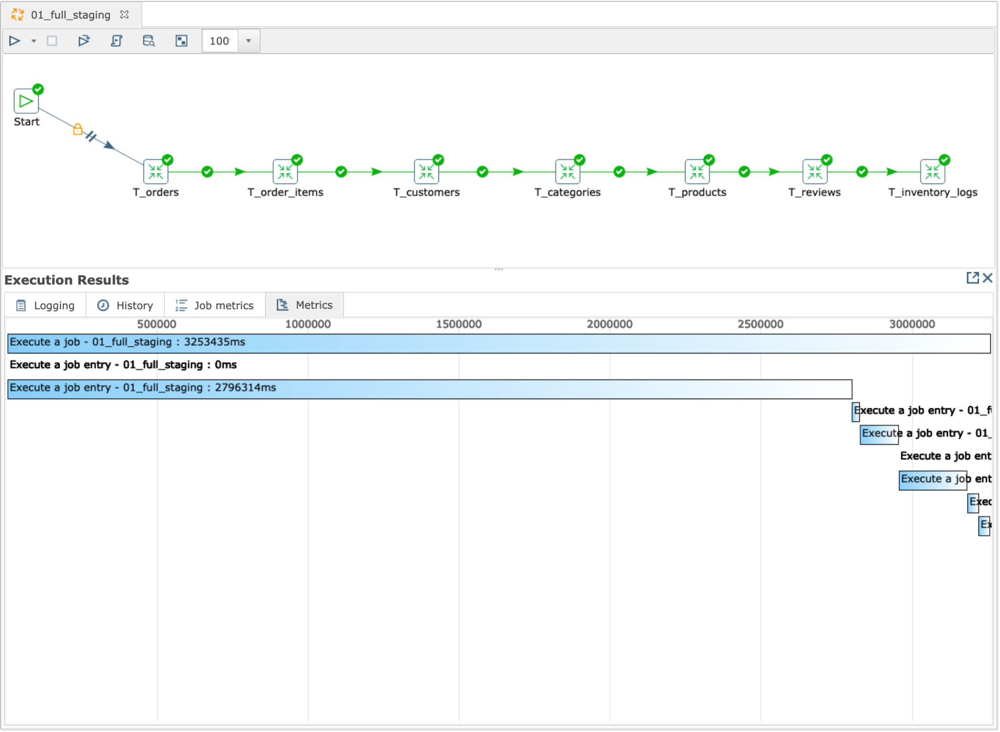 01_full_staging
100
Start
T_orders
T_order_items
T_customers
T_categories
T_products
T_reviews
T_inventory_logs
Execution Results
Logging
History
Job metrics
Metrics
500000 1000000 1500000 2000000 2500000 3000000
Execute a job - 01_full_staging : 3253435ms
Execute a job entry - 01_full_staging : 0ms
Execute a job entry - 01_full_staging : 2796314ms
Execute a job entry - 01_f
Execute a job entry - 01_
Execute a job ent
Execute a job ent
Exec
Ex